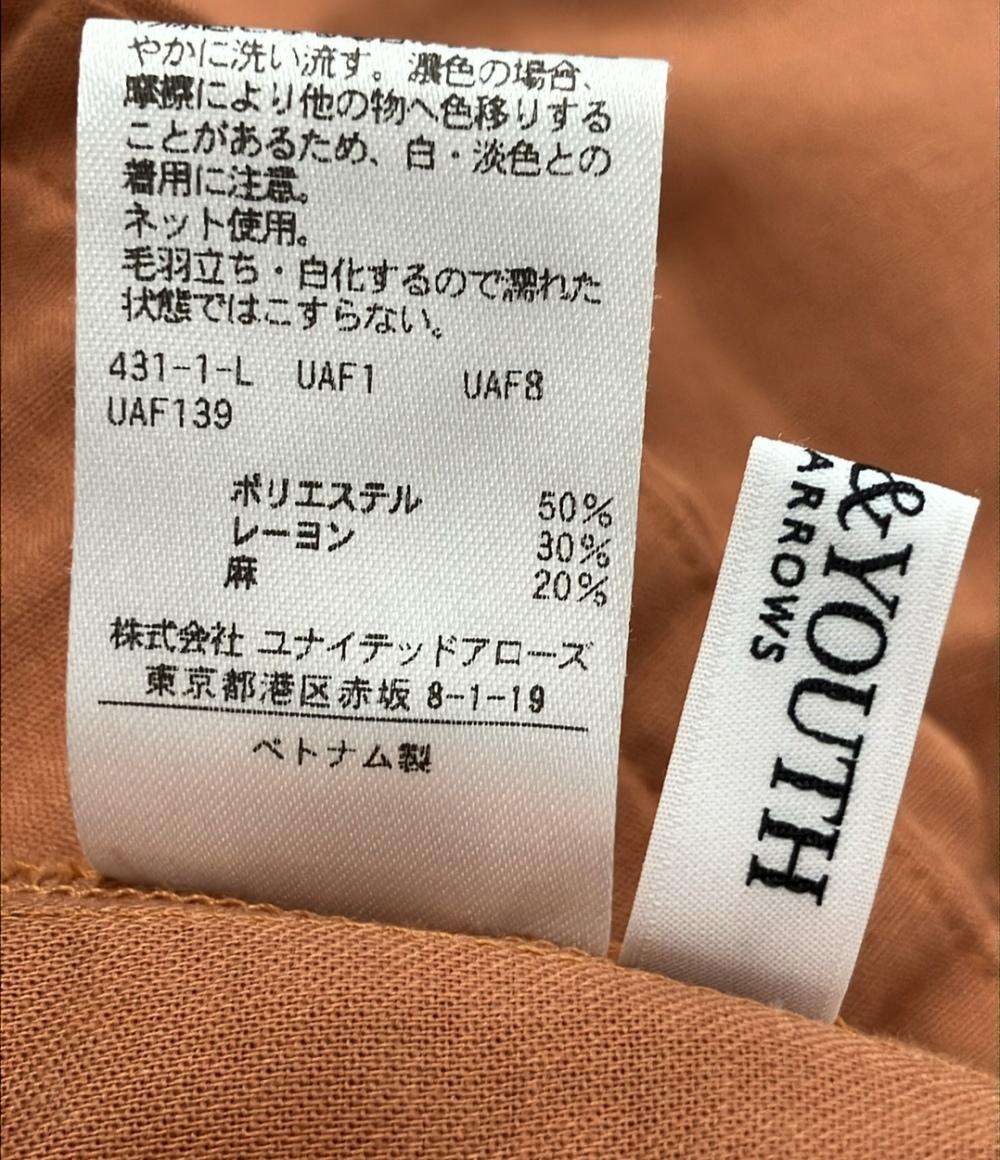 やかに洗い流す。濃色の場合、
摩擦により他の物へ色移りする
ことがあるため、白・淡色との
着用に注意。
ネット使用。
毛羽立ち・白化するので濡れた
状態ではこすらない。
431-1-L UAF1 UAF8
UAF139
ポリエステル 50%
レーヨン 30%
麻 20%
株式会社 ユナイテッドアローズ
東京都港区赤坂 8-1-19
ベトナム製
&YOUTH
ARROWS